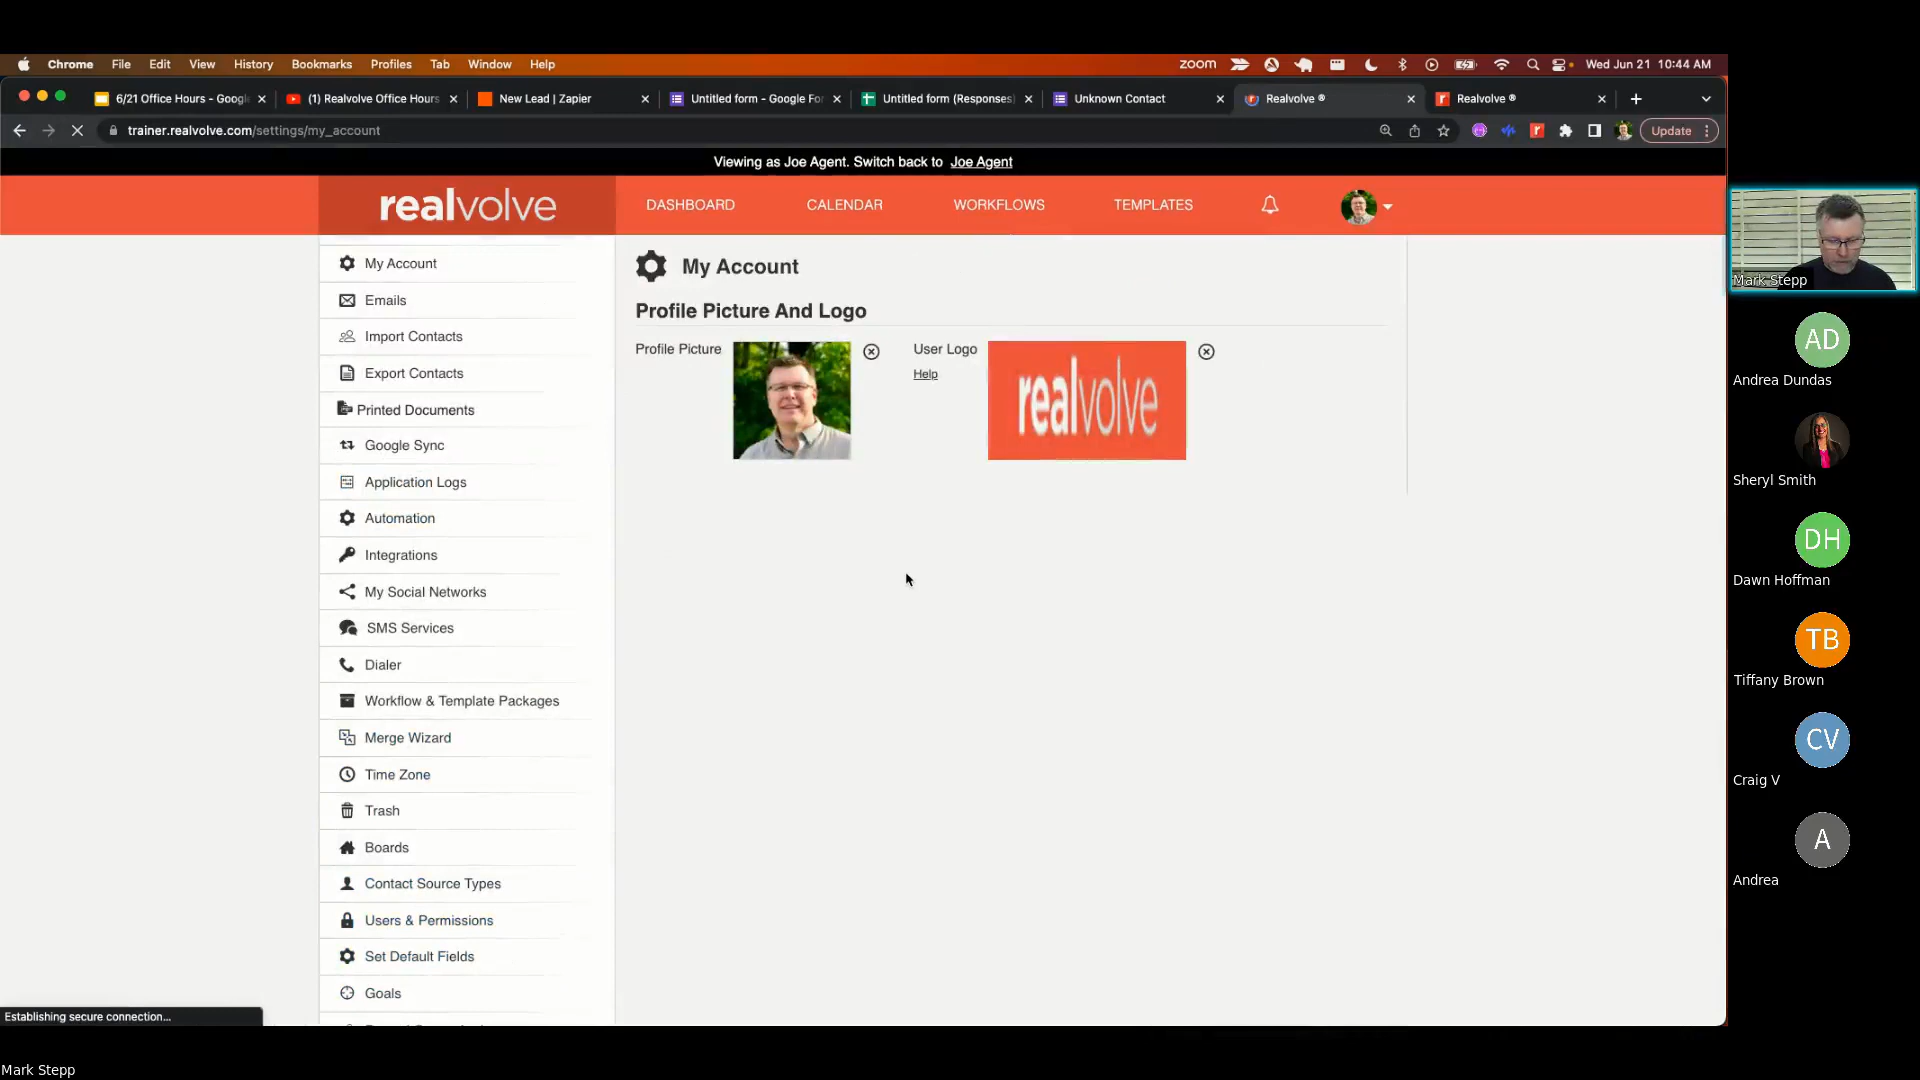 Chrome File Edit View History Bookmarks Profiles Tab Window Help
zoom Wed Jun 21 10:44 AM
6/21 Office Hours - Googl
(1) Realvolve Office Hours
New Lead | Zapier
Untitled form - Google For
Untitled form (Responses)
Unknown Contact
Realvolve ®
Realvolve ®
trainer.realvolve.com/settings/my_account
Update
Viewing as Joe Agent. Switch back to Joe Agent
realvolve
DASHBOARD CALENDAR WORKFLOWS TEMPLATES
My Account
Emails
Import Contacts
Export Contacts
Printed Documents
Google Sync
Application Logs
Automation
Integrations
My Social Networks
SMS Services
Dialer
Workflow & Template Packages
Merge Wizard
Time Zone
Trash
Boards
Contact Source Types
Users & Permissions
Set Default Fields
Goals
My Account
Profile Picture And Logo
Profile Picture
User Logo
Help
realvolve
Establishing secure connection...
Mark Stepp
AD
Andrea Dundas
Sheryl Smith
DH
Dawn Hoffman
TB
Tiffany Brown
CV
Craig V
A
Andrea
Mark Stepp